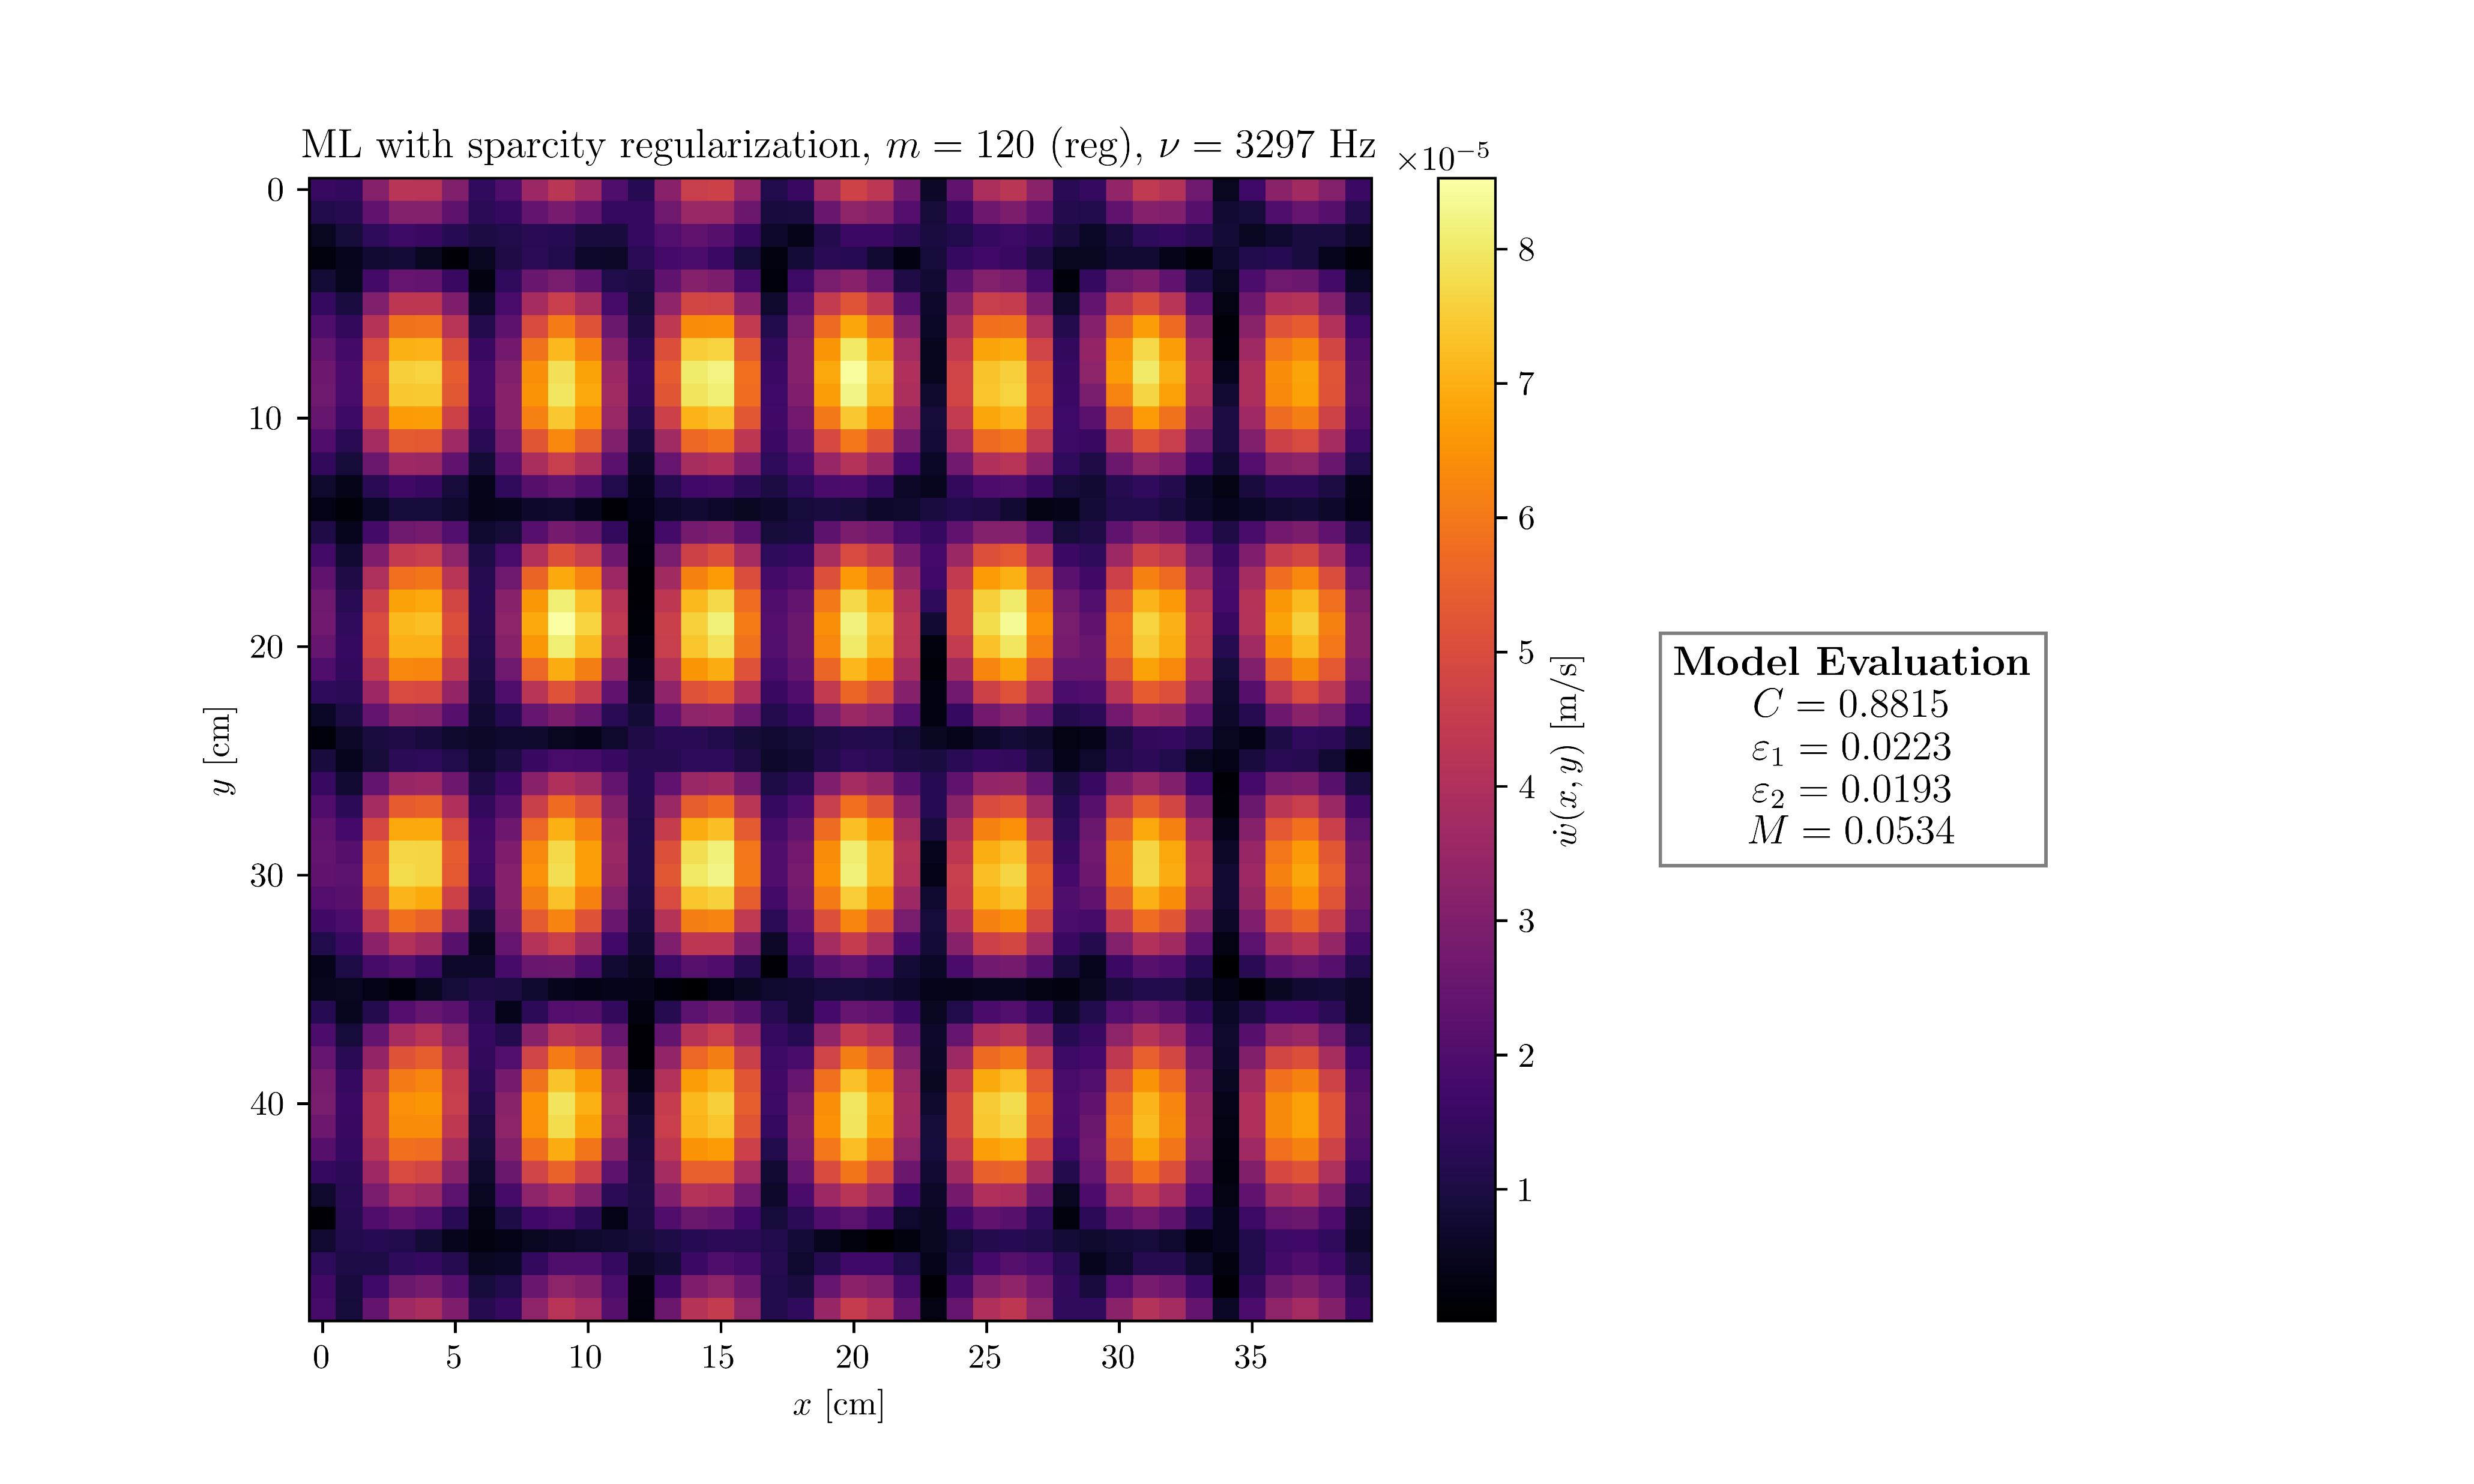 ML with sparcity regularization, m = 120 (reg), ν = 3297 Hz
×10⁻⁵
0
10
20
30
40
y [cm]
0 5 10 15 20 25 30 35
x [cm]
8
7
6
5
4
3
2
1
ẇ(x, y) [m/s]
Model Evaluation
C = 0.8815
ε₁ = 0.0223
ε₂ = 0.0193
M = 0.0534